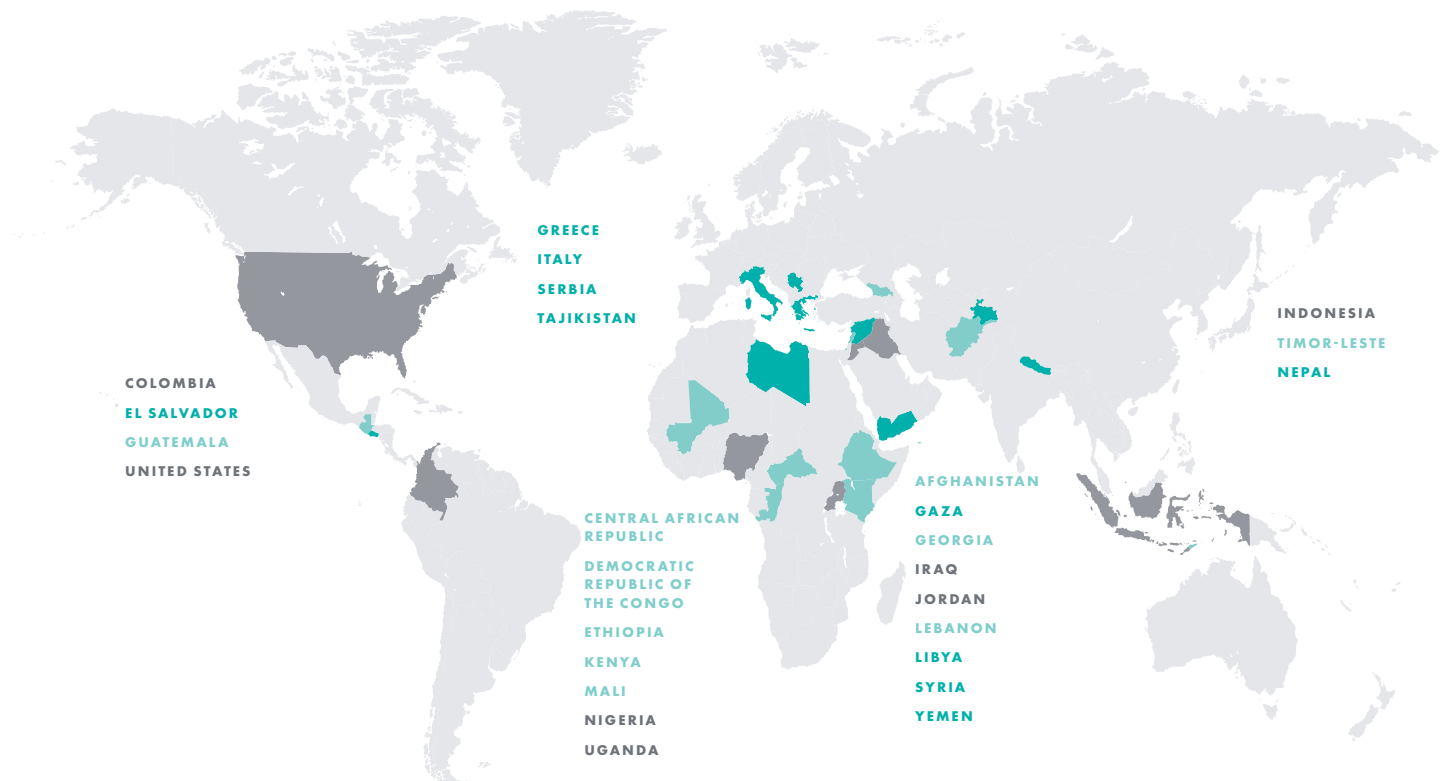 GREECE
ITALY
SERBIA
TAJIKISTAN
COLOMBIA
EL SALVADOR
GUATEMALA
UNITED STATES
CENTRAL AFRICAN
REPUBLIC
DEMOCRATIC
REPUBLIC OF
THE CONGO
ETHIOPIA
KENYA
MALI
NIGERIA
UGANDA
AFGHANISTAN
GAZA
GEORGIA
IRAQ
JORDAN
LEBANON
LIBYA
SYRIA
YEMEN
INDONESIA
TIMOR-LESTE
NEPAL